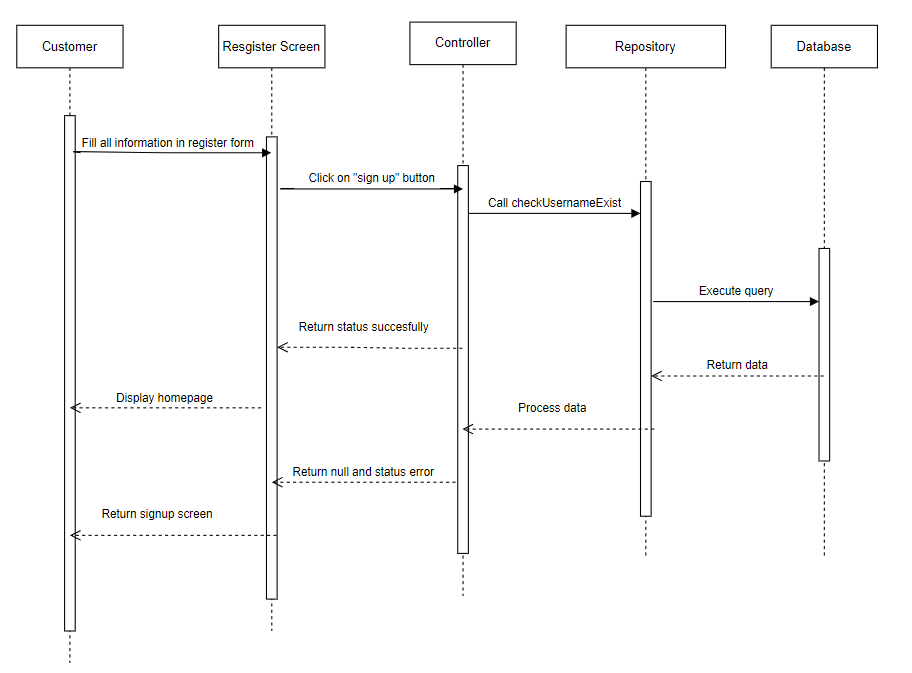 Customer
Resgister Screen
Controller
Repository
Database
Fill all information in register form
Click on "sign up" button
Call checkUsernameExist
Execute query
Return status succesfully
Return data
Display homepage
Process data
Return null and status error
Return signup screen